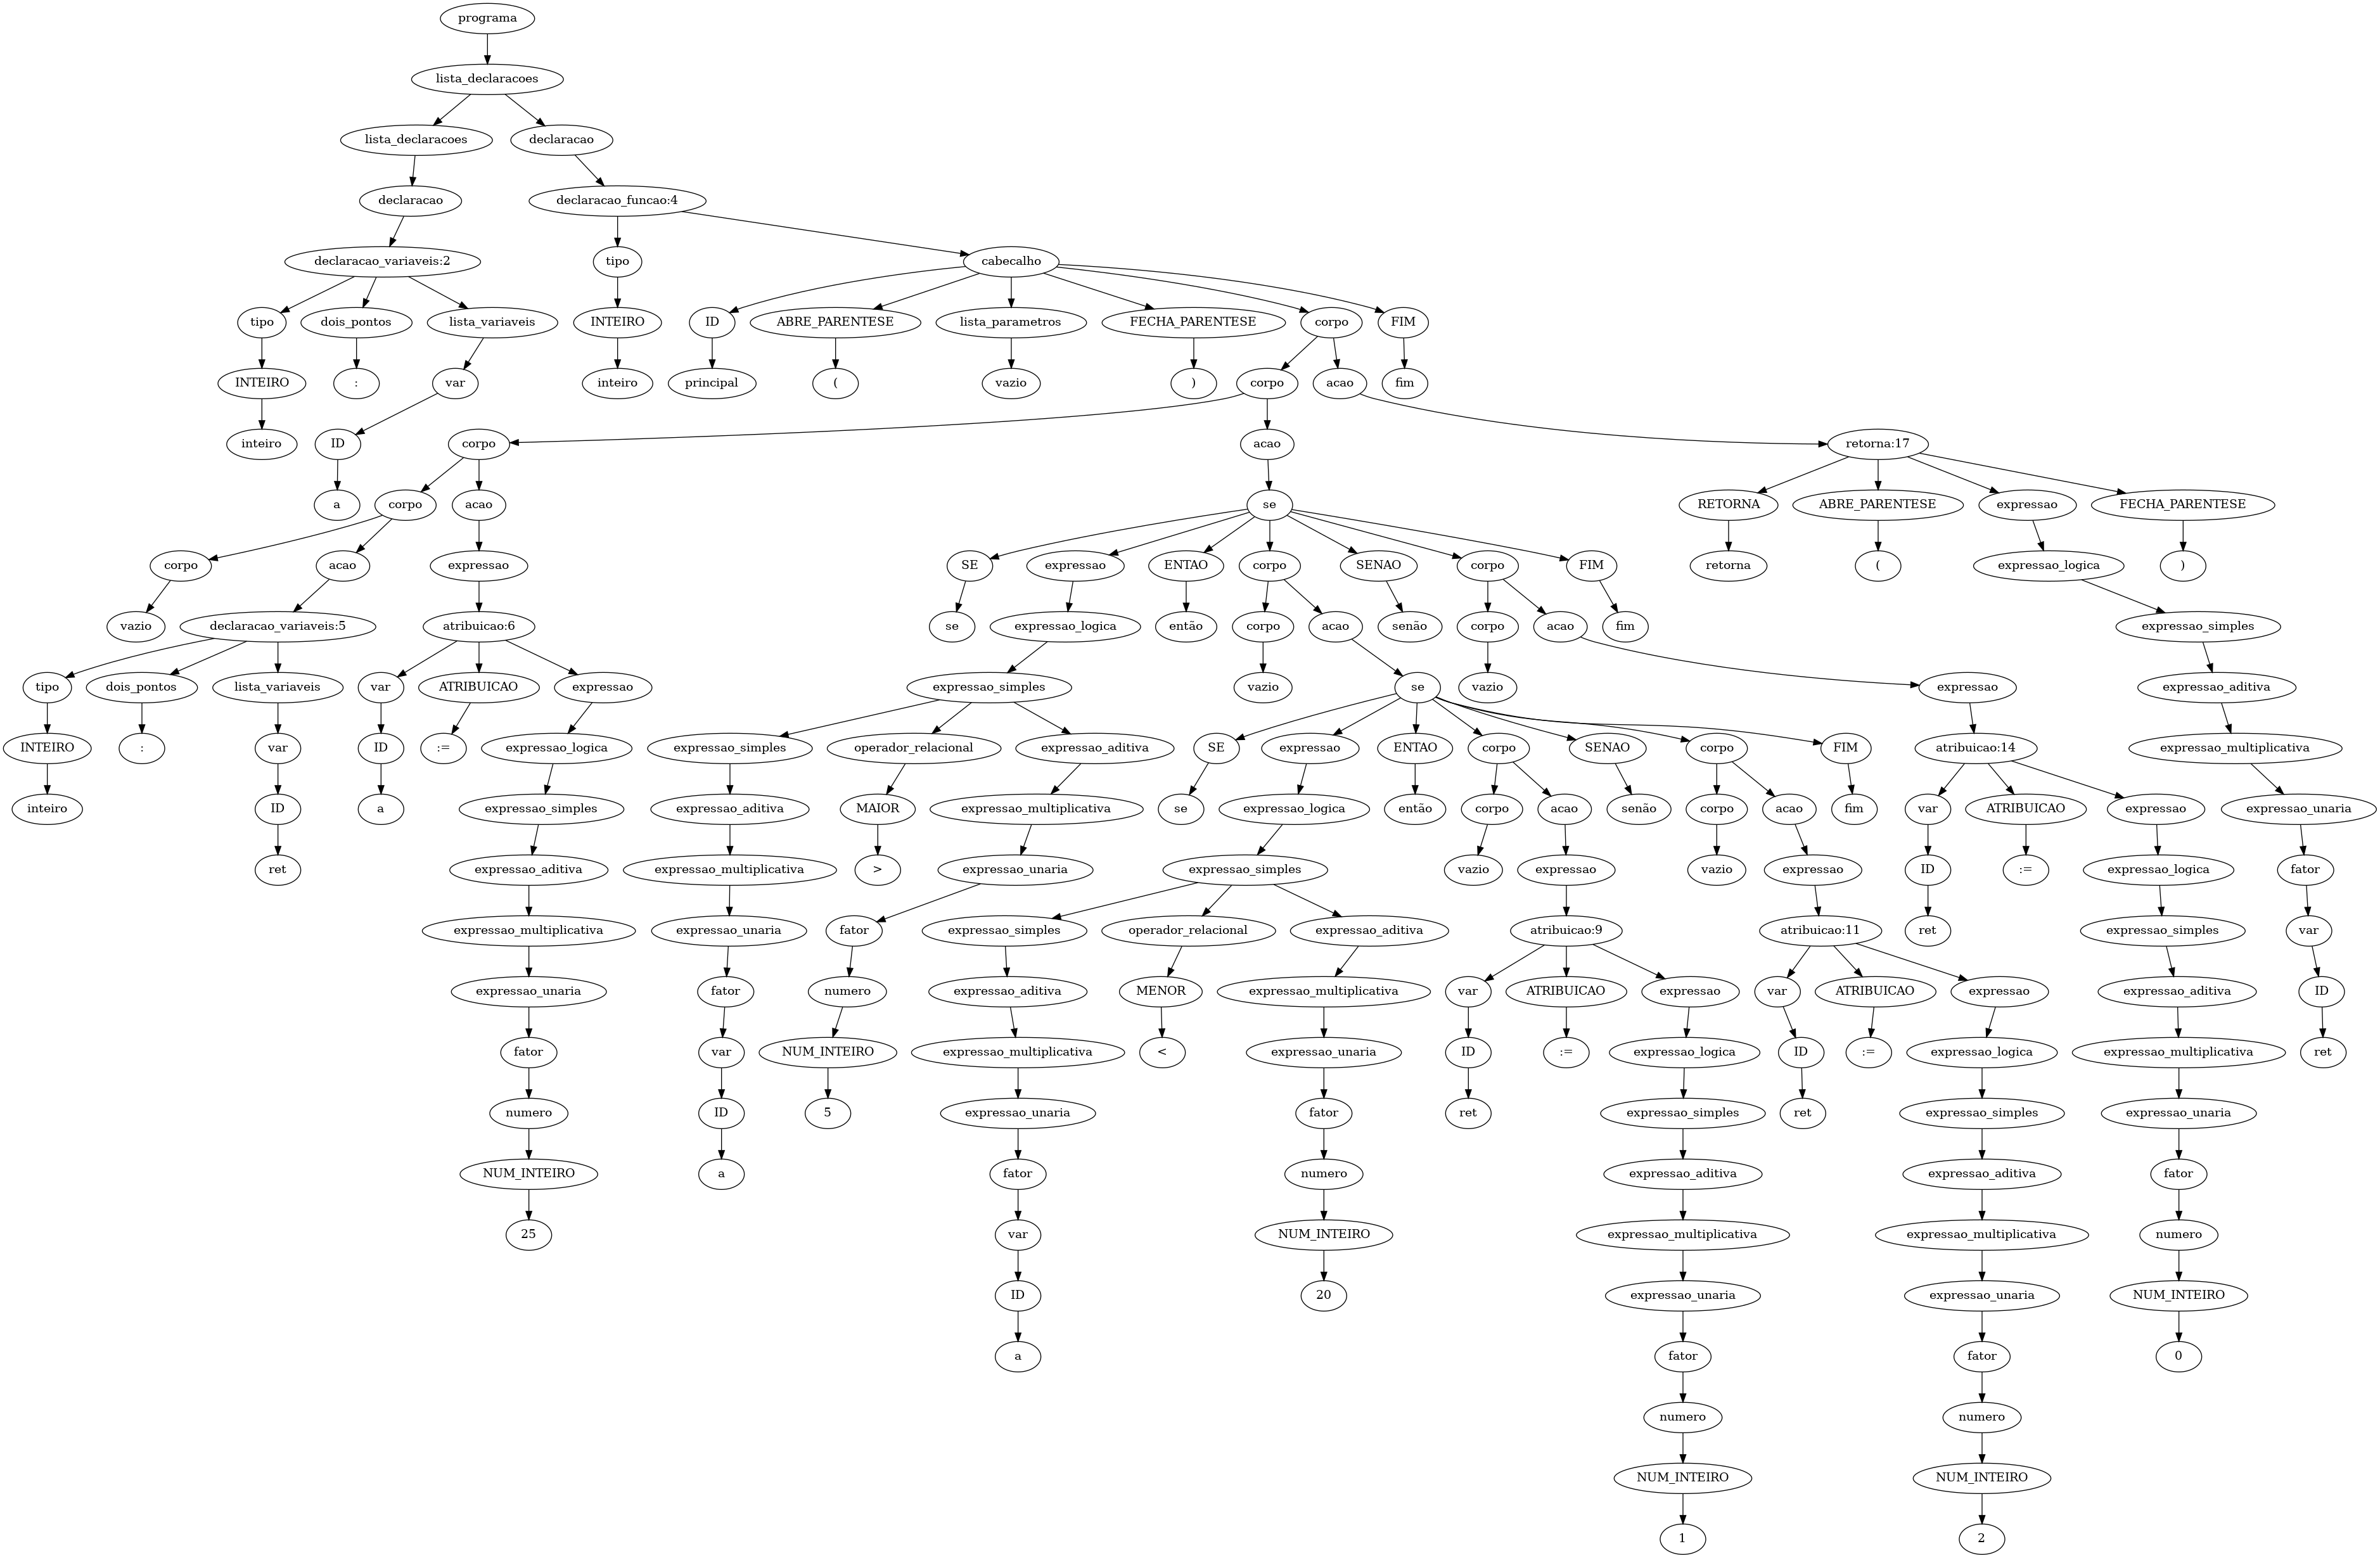 programa
lista_declaracoes
lista_declaracoes declaracao
declaracao declaracao_funcao:4
declaracao_variaveis:2 tipo cabecalho
tipo dois_pontos lista_variaveis INTEIRO ID ABRE_PARENTESE lista_parametros FECHA_PARENTESE corpo FIM
INTEIRO : var inteiro principal ( vazio ) corpo acao fim
inteiro ID corpo acao retorna:17
a corpo acao se RETORNA ABRE_PARENTESE expressao FECHA_PARENTESE
corpo acao expressao SE expressao ENTAO corpo SENAO corpo FIM retorna ( expressao_logica )
vazio declaracao_variaveis:5 atribuicao:6 se expressao_logica então corpo acao senão corpo acao fim expressao_simples
tipo dois_pontos lista_variaveis var ATRIBUICAO expressao expressao_simples vazio se vazio expressao expressao_aditiva
INTEIRO : var ID := expressao_logica expressao_simples operador_relacional expressao_aditiva SE expressao ENTAO corpo SENAO corpo FIM atribuicao:14 expressao_multiplicativa
inteiro ID a expressao_simples expressao_aditiva MAIOR expressao_multiplicativa se expressao_logica então corpo acao senão corpo acao fim var ATRIBUICAO expressao expressao_unaria
ret expressao_aditiva expressao_multiplicativa > expressao_unaria expressao_simples vazio expressao vazio expressao ID := expressao_logica fator
expressao_multiplicativa expressao_unaria fator expressao_simples operador_relacional expressao_aditiva atribuicao:9 atribuicao:11 ret expressao_simples var
expressao_unaria fator numero expressao_aditiva MENOR expressao_multiplicativa var ATRIBUICAO expressao var ATRIBUICAO expressao expressao_aditiva ID
fator var NUM_INTEIRO expressao_multiplicativa < expressao_unaria ID := expressao_logica ID := expressao_logica expressao_multiplicativa ret
numero ID 5 expressao_unaria fator ret expressao_simples ret expressao_simples expressao_unaria
NUM_INTEIRO a fator numero expressao_aditiva expressao_aditiva fator
25 var NUM_INTEIRO expressao_multiplicativa expressao_multiplicativa numero
ID 20 expressao_unaria expressao_unaria NUM_INTEIRO
a fator fator 0
numero numero
NUM_INTEIRO NUM_INTEIRO
1 2